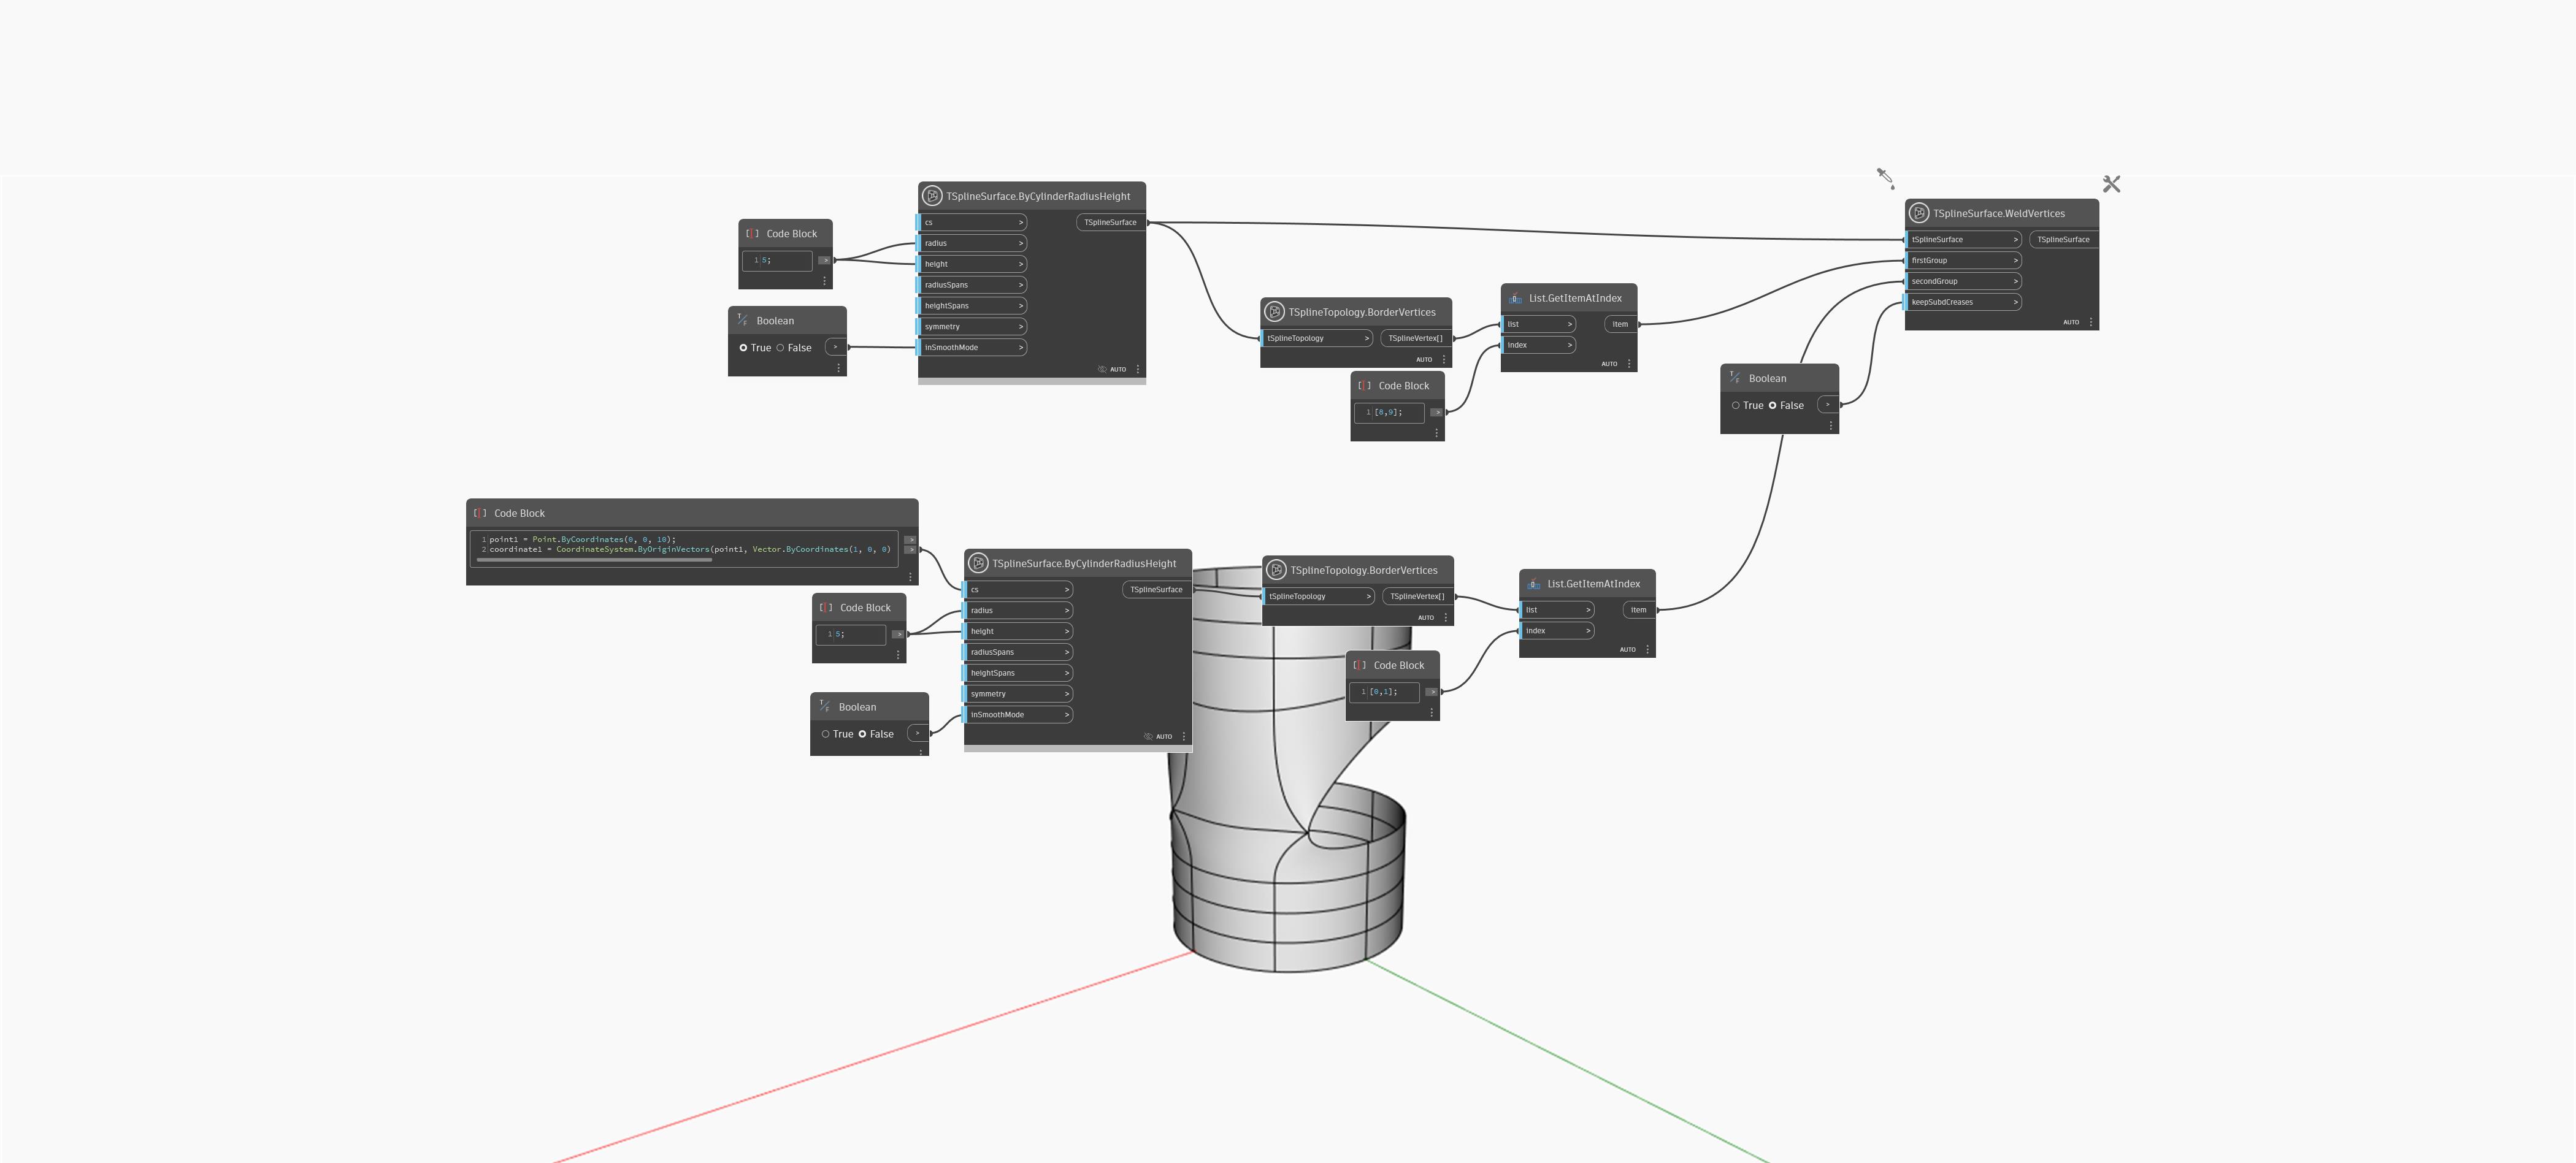 TSplineSurface.ByCylinderRadiusHeight
cs >
TSplineSurface
radius >
height >
radiusSpans >
heightSpans >
symmetry >
inSmoothMode >
AUTO
Code Block
1 5;
>
Boolean
True False >
TSplineTopology.BorderVertices
tSplineTopology >
TSplineVertex[]
AUTO
Code Block
1 [8,9];
>
List.GetItemAtIndex
list >
item
index >
AUTO
TSplineSurface.WeldVertices
tSplineSurface >
TSplineSurface
firstGroup >
secondGroup >
keepSubdCreases >
AUTO
Boolean
True False >
Code Block
1 point1 = Point.ByCoordinates(0, 0, 10);
2 coordinate1 = CoordinateSystem.ByOriginVectors(point1, Vector.ByCoordinates(1, 0, 0)
>
>
Code Block
1 5;
>
Boolean
True False >
TSplineSurface.ByCylinderRadiusHeight
cs >
TSplineSurface
radius >
height >
radiusSpans >
heightSpans >
symmetry >
inSmoothMode >
AUTO
TSplineTopology.BorderVertices
tSplineTopology >
TSplineVertex[]
AUTO
Code Block
1 [0,1];
>
List.GetItemAtIndex
list >
item
index >
AUTO